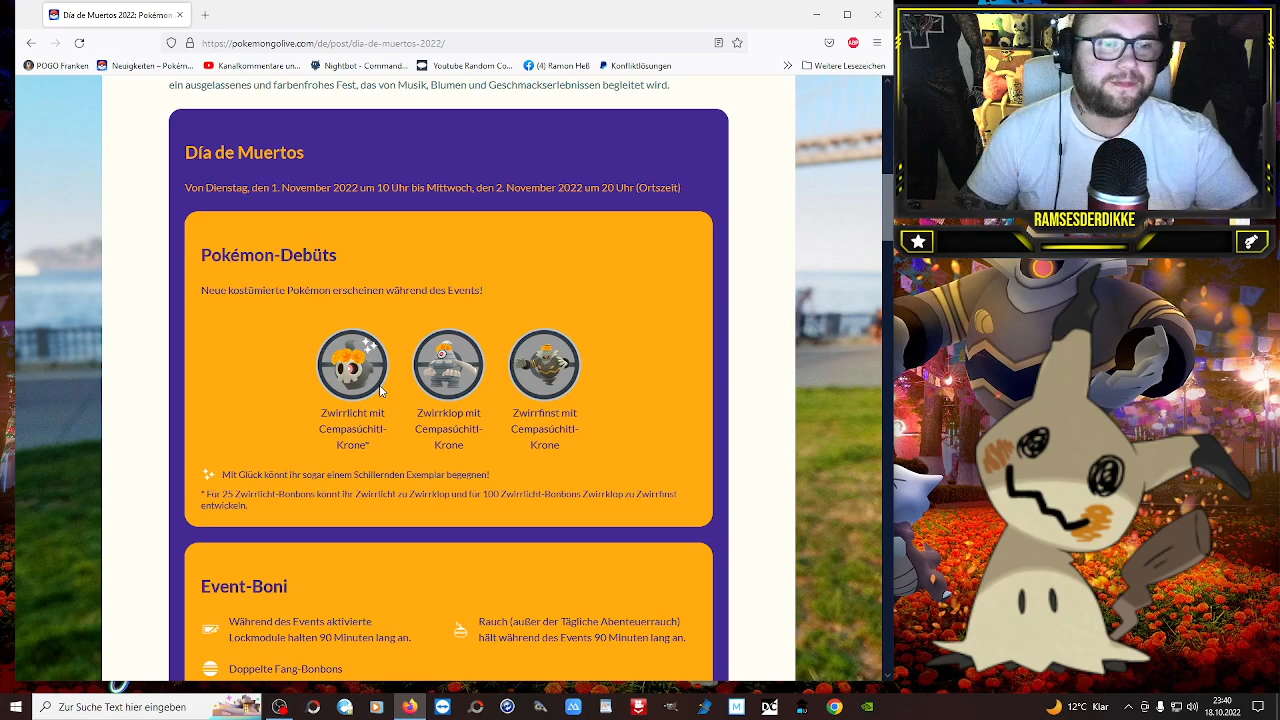 Día de Muertos 2022: Pokémon
https://pokemongolive.com/de/post/dia-de-muertos-2022/
POGO Franken
Neuigkeiten – Pokém...
Kanalkommentare und...
Nightbot - Command...
Youtube Random Co...
(4) Ramon Heß
Konfliktlösungen
Weitere Lesezeichen
ABP
ein ausgelassenes und farbenfrohes Fest, das von Musik, Blumen und Geschmackserlebnissen begleitet wird.
Día de Muertos
Von Dienstag, den 1. November 2022 um 10 Uhr bis Mittwoch, den 2. November 2022 um 20 Uhr (Ortszeit)
Pokémon-Debüts
Neue kostümierte Pokémon erscheinen während des Events!
Zwirrlicht mit
Cempasúchitl-
Krone*
Zwirrklop mit
Cempasúchitl-
Krone
Zwirrfinst mit
Cempasúchitl-
Krone
Mit Glück könnt ihr sogar einem Schillernden Exemplar begegnen!
* Für 25 Zwirrlicht-Bonbons könnt ihr Zwirrlicht zu Zwirrklop und für 100 Zwirrlicht-Bonbons Zwirrklop zu Zwirrfinst
entwickeln.
Event-Boni
Während des Events aktivierte
Lockmodule halten 90 Minuten lang an.
Rauch (außer der Tägliche Abenteuerrauch)
hält während des Events 90 Minuten lang an.
Doppelte Fang-Bonbons
RAMSESDERDIKKE
Zur Suche Text hier eingeben
12°C Klar
23:40
18.10.2022